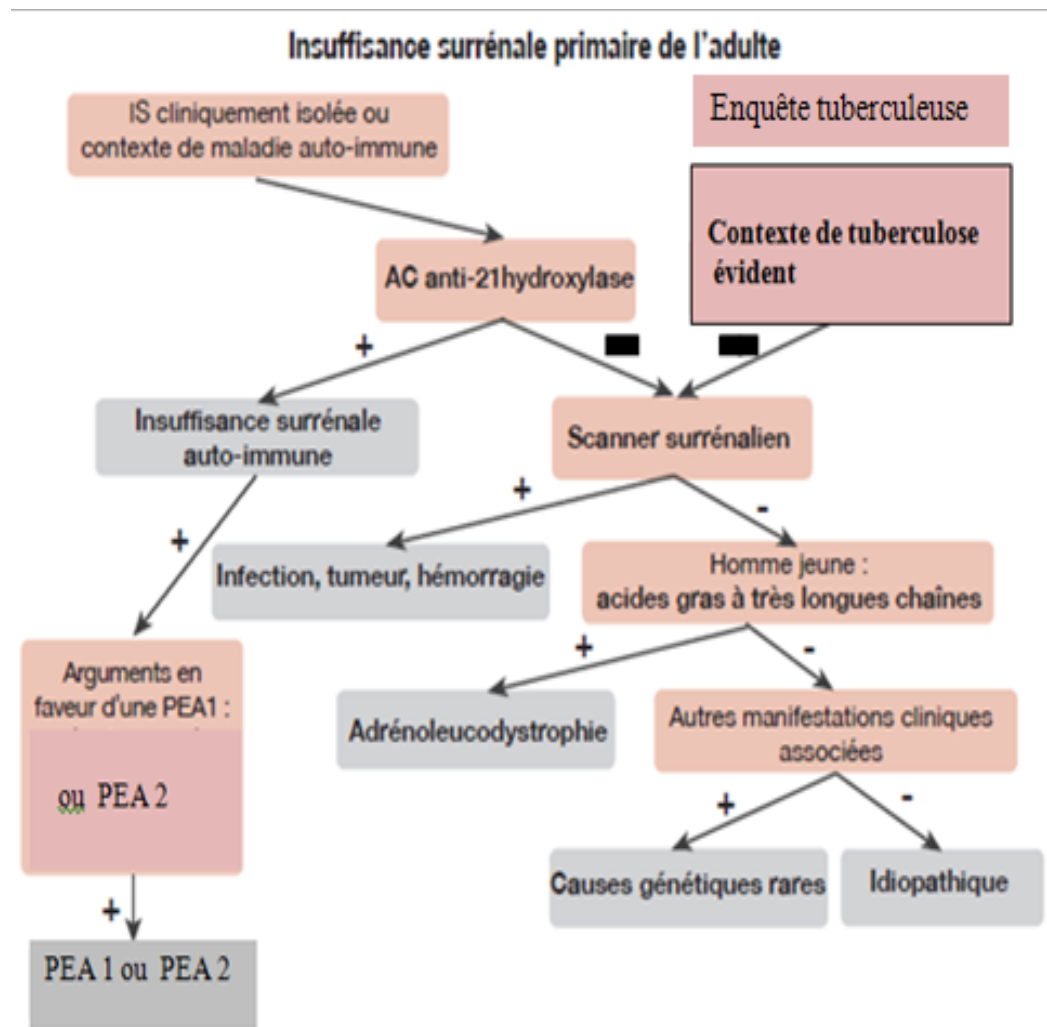 Insuffisance surrénale primaire de l'adulte
IS cliniquement isolée ou
contexte de maladie auto-immune
Enquête tuberculeuse
Contexte de tuberculose
évident
AC anti-21hydroxylase
+
Insuffisance surrénale
auto-immune
Scanner surrénalien
+
+
-
Infection, tumeur, hémorragie
Homme jeune :
acides gras à très longues chaînes
+
-
Arguments en
faveur d'une PEA1 :
ou PEA 2
Adrénoleucodystrophie
Autres manifestations cliniques
associées
+
-
+
Causes génétiques rares
Idiopathique
PEA 1 ou PEA 2